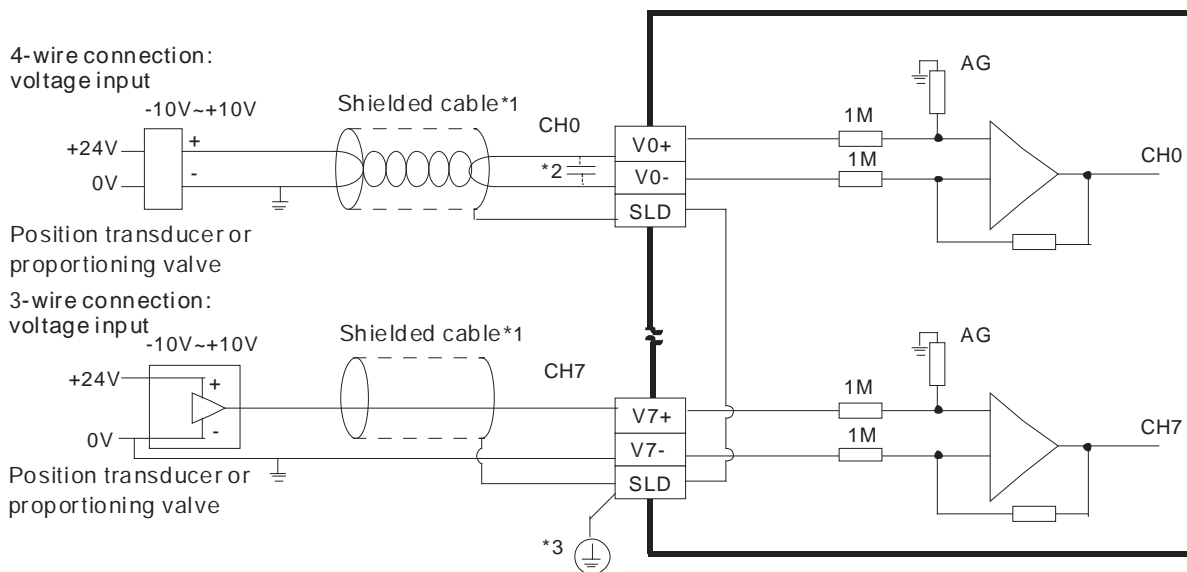 4-wire connection:
voltage input
-10V~+10V
+24V
+
-
0V
Position transducer or
proportioning valve
Shielded cable*1
CH0
*2
V0+
V0-
SLD
1M
1M
AG
CH0
3-wire connection:
voltage input
-10V~+10V
+24V
+
-
0V
Position transducer or
proportioning valve
Shielded cable*1
CH7
V7+
V7-
SLD
*3
1M
1M
AG
CH7